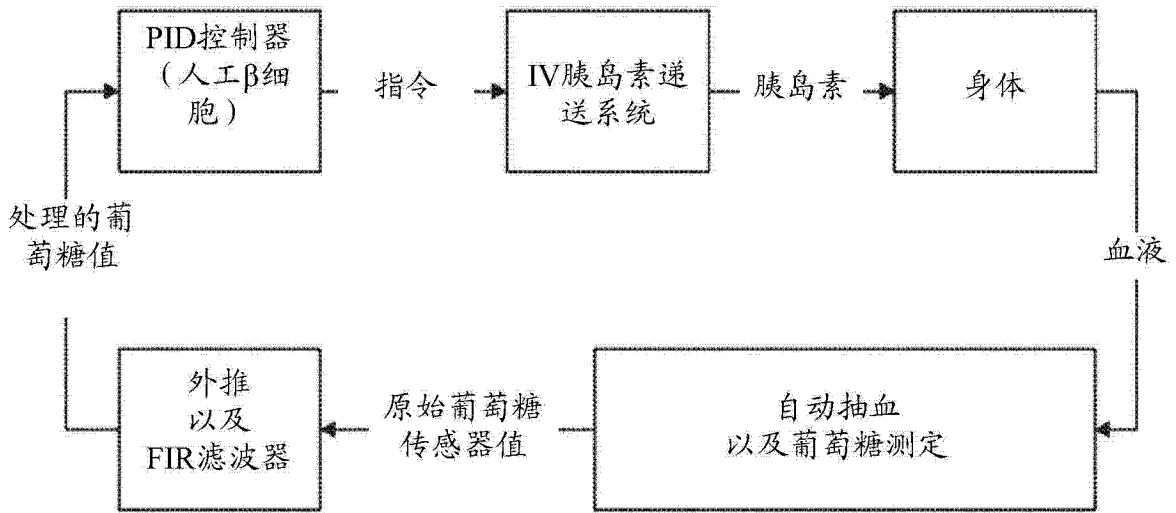 PID控制器
（人工β细
胞）
指令
IV胰岛素递
送系统
胰岛素
身体
处理的葡
萄糖值
血液
外推
以及
FIR滤波器
原始葡萄糖
传感器值
自动抽血
以及葡萄糖测定